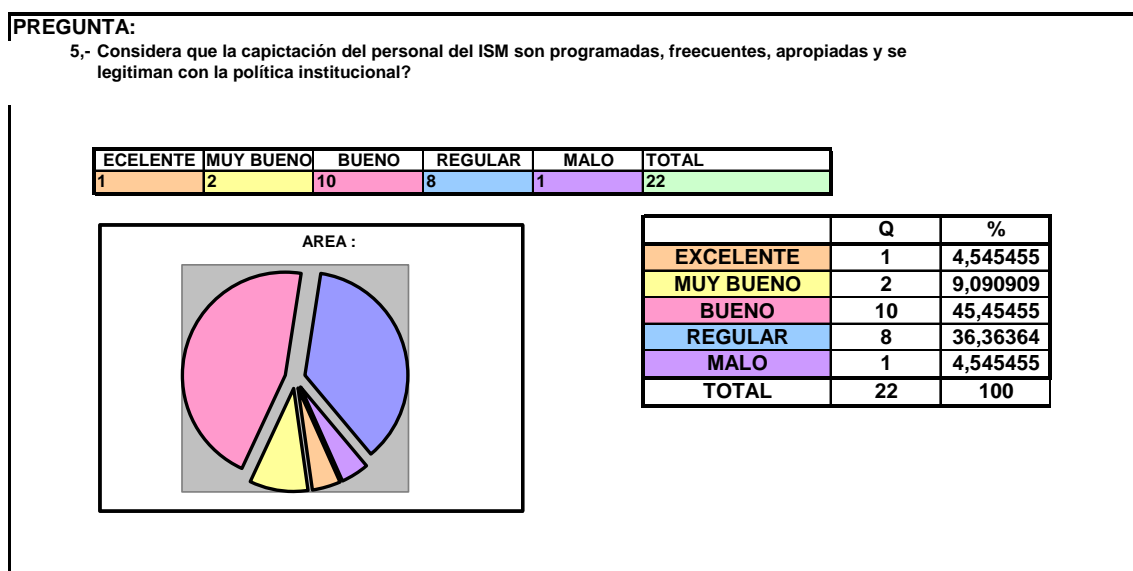 PREGUNTA:
5,- Considera que la capictación del personal del ISM son programadas, freecuentes, apropiadas y se
legitiman con la política institucional?
ECELENTE MUY BUENO BUENO REGULAR MALO TOTAL
1 2 10 8 1 22
AREA :
Q %
EXCELENTE 1 4,545455
MUY BUENO 2 9,090909
BUENO 10 45,45455
REGULAR 8 36,36364
MALO 1 4,545455
TOTAL 22 100